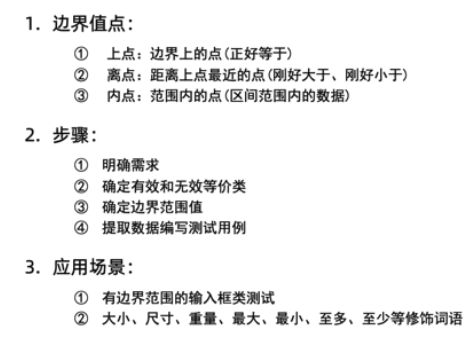 1. 边界值点：
① 上点：边界上的点(正好等于)
② 离点：距离上点最近的点(刚好大于、刚好小于)
③ 内点：范围内的点(区间范围内的数据)
2. 步骤：
① 明确需求
② 确定有效和无效等价类
③ 确定边界范围值
④ 提取数据编写测试用例
3. 应用场景：
① 有边界范围的输入框类测试
② 大小、尺寸、重量、最大、最小、至多、至少等修饰词语